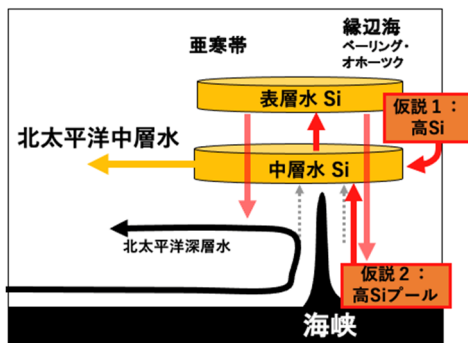 亜寒帯
縁辺海
ベーリング・
オホーツク
表層水 Si
仮説1：
高Si
北太平洋中層水
中層水 Si
北太平洋深層水
仮説2：
高Siプール
海峡